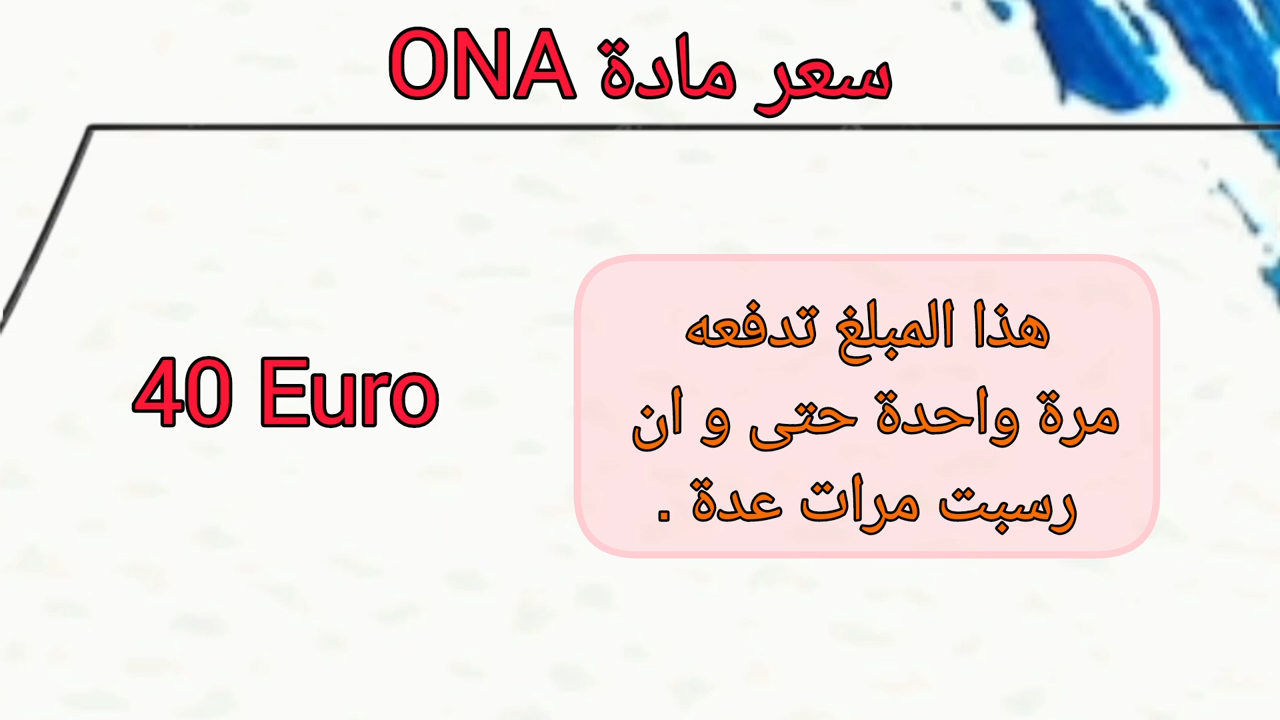 سعر مادة ONA
40 Euro
هذا المبلغ تدفعه
مرة واحدة حتى و ان
رسبت مرات عدة .